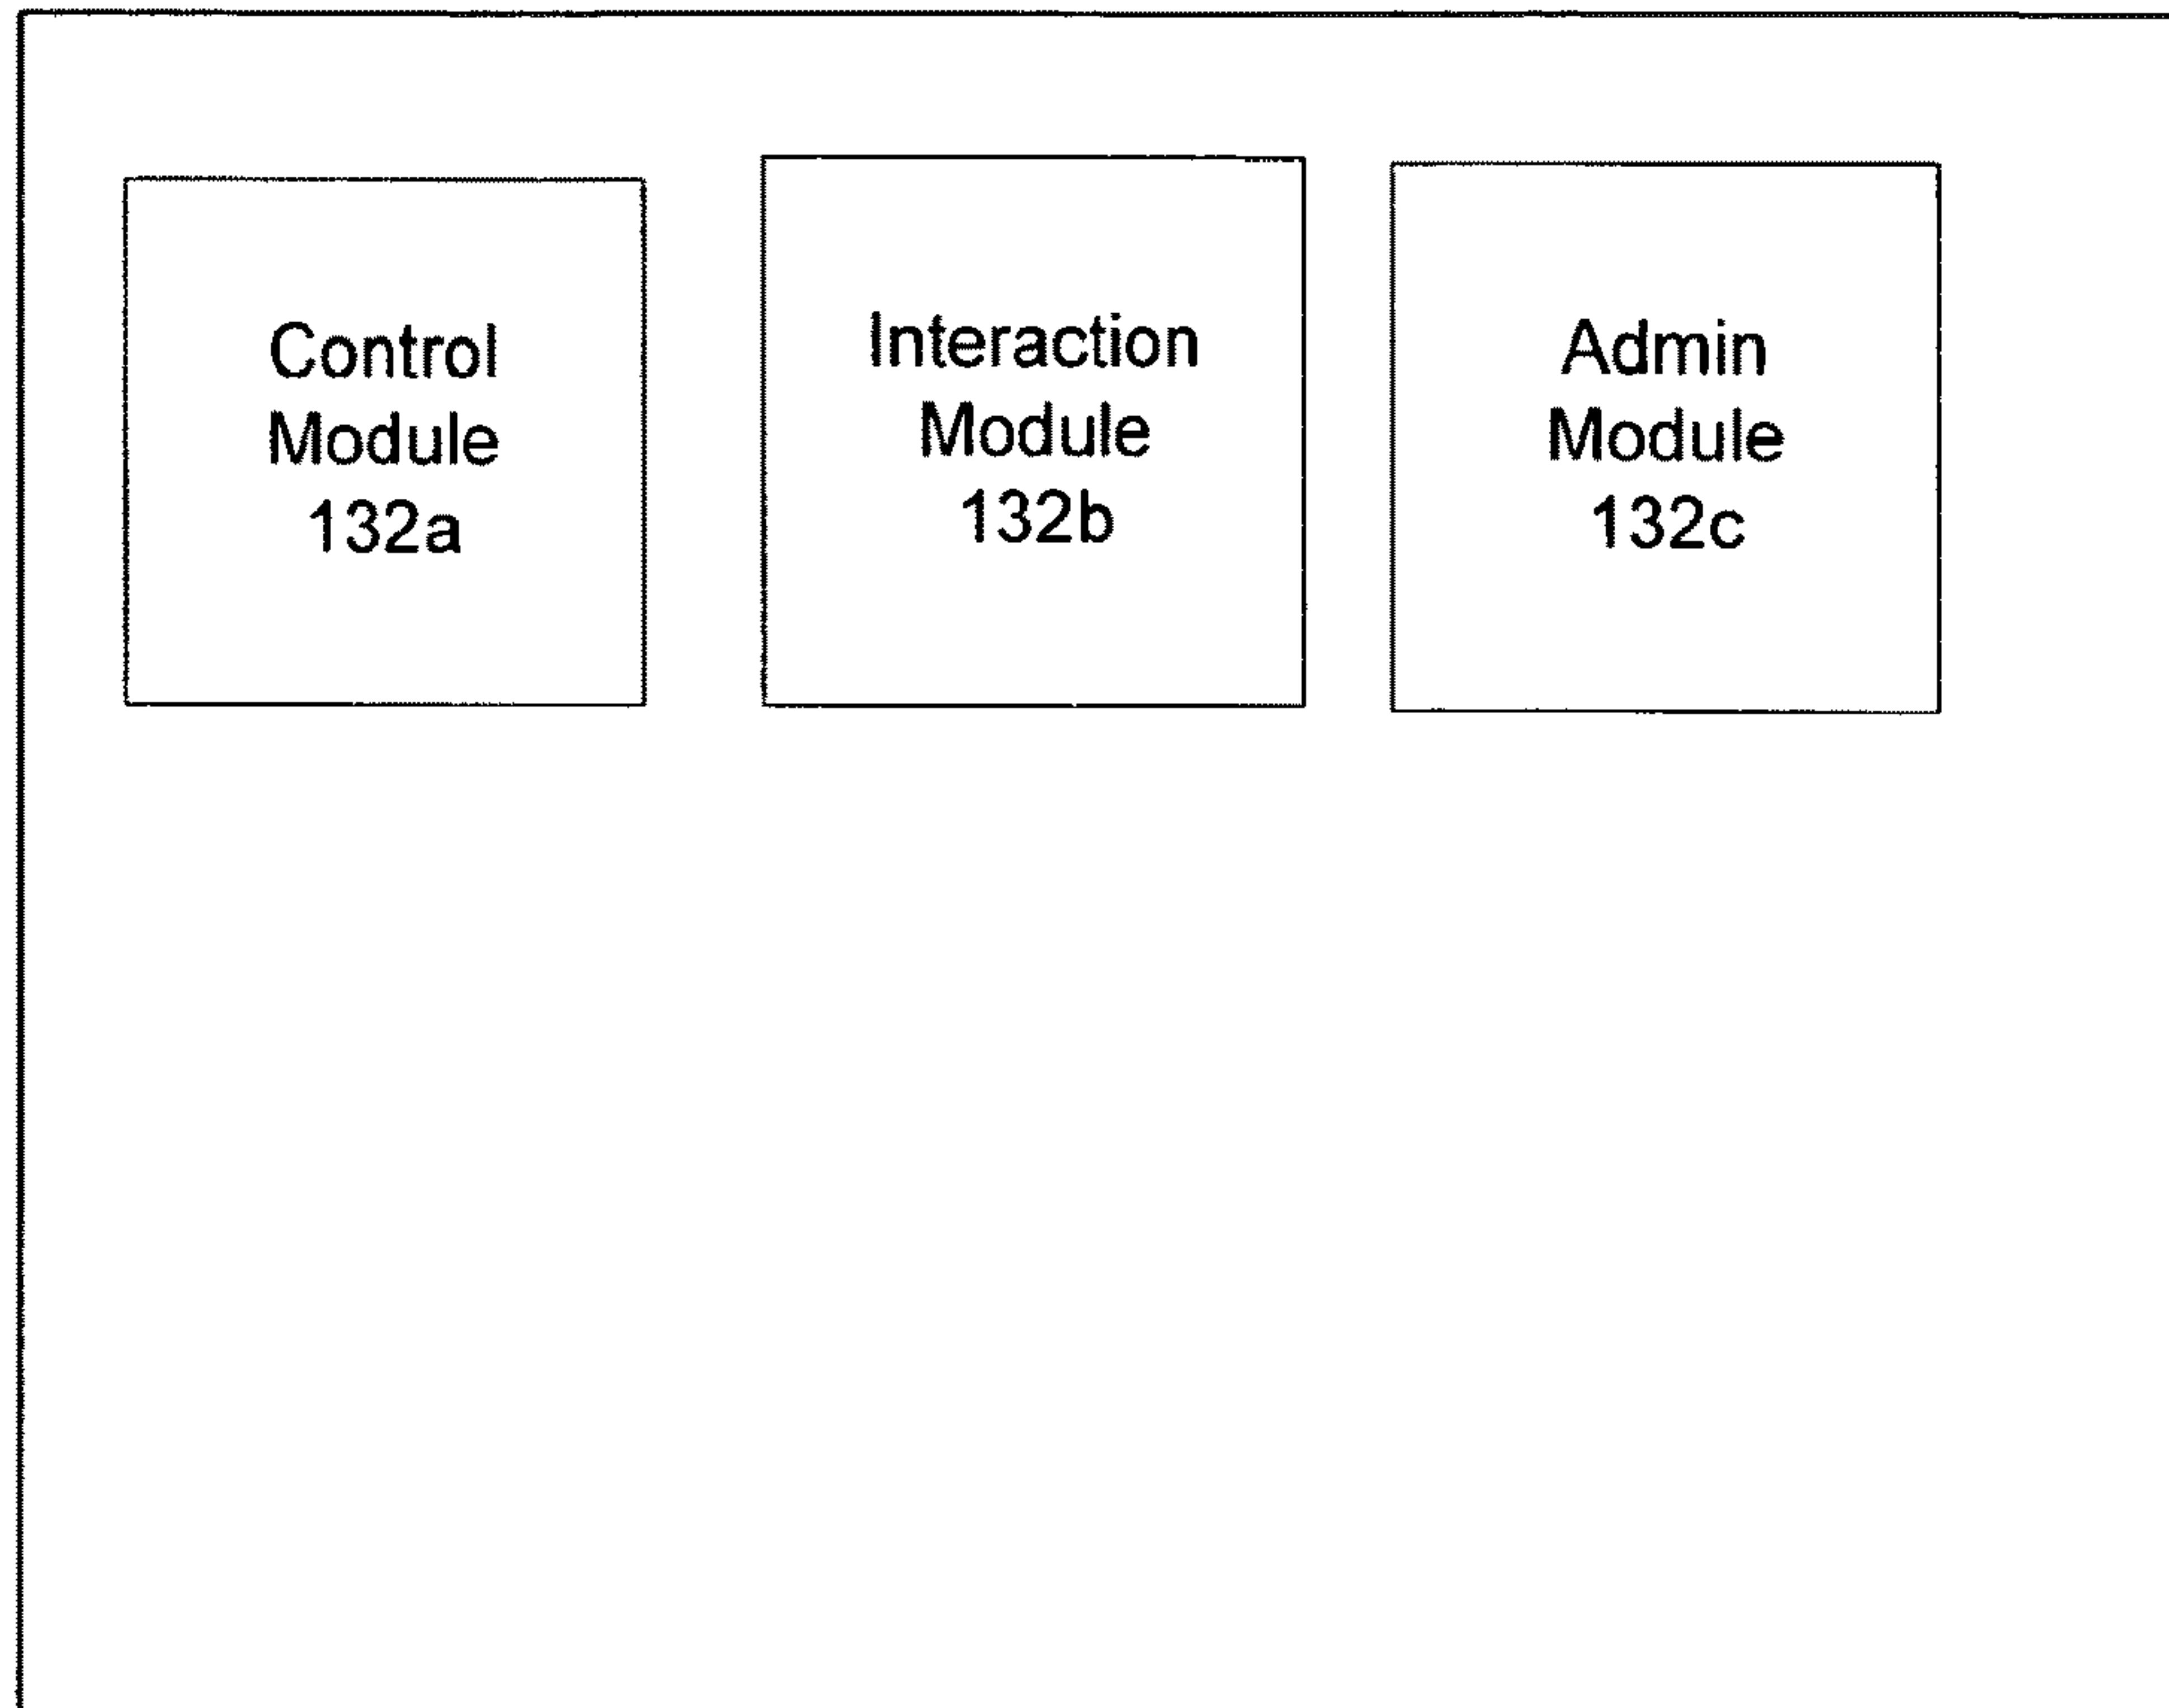 Control
Module
132a
Interaction
Module
132b
Admin
Module
132c